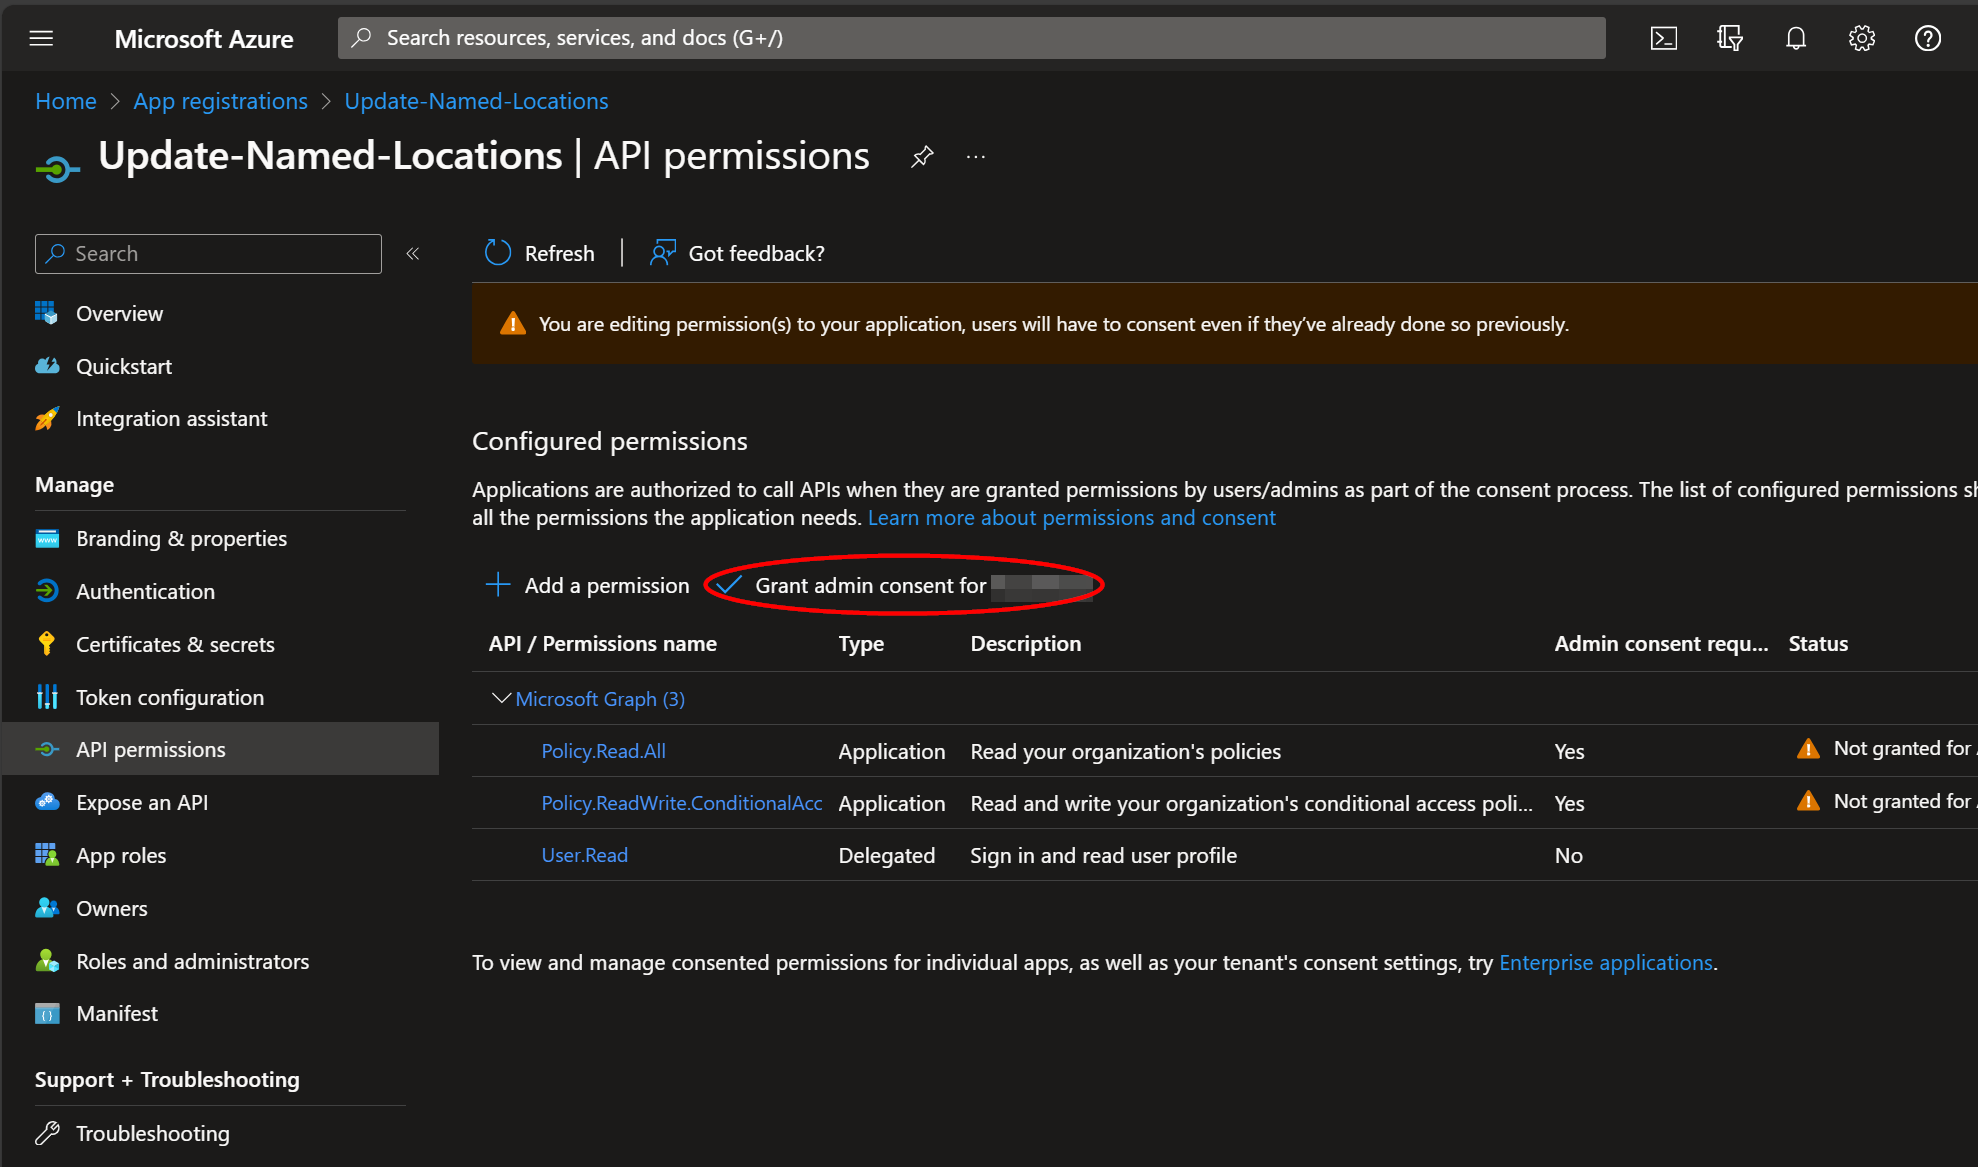 Microsoft Azure
Search resources, services, and docs (G+/)
Home > App registrations > Update-Named-Locations
Update-Named-Locations | API permissions
Search
Refresh
Got feedback?
You are editing permission(s) to your application, users will have to consent even if they’ve already done so previously.
Overview
Quickstart
Integration assistant
Manage
Branding & properties
Authentication
Certificates & secrets
Token configuration
API permissions
Expose an API
App roles
Owners
Roles and administrators
Manifest
Support + Troubleshooting
Troubleshooting
Configured permissions
Applications are authorized to call APIs when they are granted permissions by users/admins as part of the consent process. The list of configured permissions
all the permissions the application needs. Learn more about permissions and consent
Add a permission
Grant admin consent for
API / Permissions name Type Description Admin consent requ... Status
Microsoft Graph (3)
Policy.Read.All Application Read your organization's policies Yes Not granted for
Policy.ReadWrite.ConditionalAcc Application Read and write your organization's conditional access poli... Yes Not granted for
User.Read Delegated Sign in and read user profile No
To view and manage consented permissions for individual apps, as well as your tenant's consent settings, try Enterprise applications.